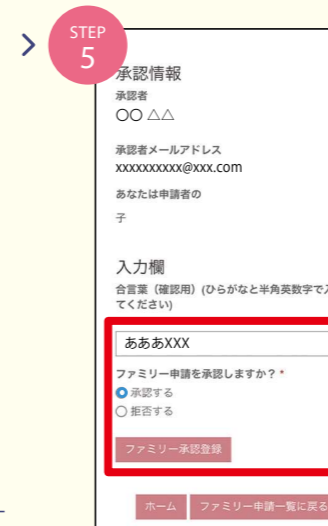 STEP
5
承認情報
承認者
〇〇 △△
承認者メールアドレス
xxxxxxxxxx@xxx.com
あなたは申請者の
子
入力欄
合言葉（確認用）(ひらがなと半角英数字で入
てください)
あああXXX
ファミリー申請を承認しますか？*
承認する
拒否する
ファミリー承認登録
ホーム
ファミリー申請一覧に戻る